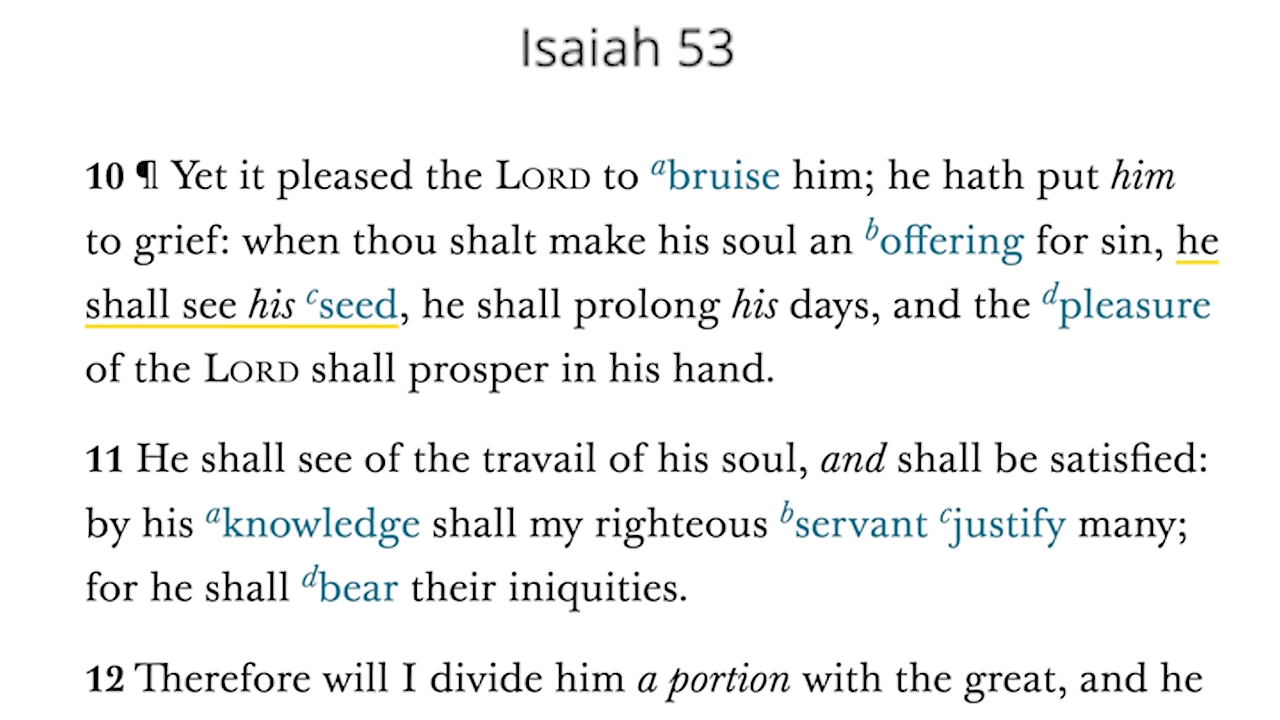 Isaiah 53
10 ¶ Yet it pleased the LORD to abruise him; he hath put him
to grief: when thou shalt make his soul an boffering for sin, he
shall see his cseed, he shall prolong his days, and the dpleasure
of the LORD shall prosper in his hand.
11 He shall see of the travail of his soul, and shall be satisfied:
by his aknowledge shall my righteous bservant cjustify many;
for he shall dbear their iniquities.
12 Therefore will I divide him a portion with the great, and he